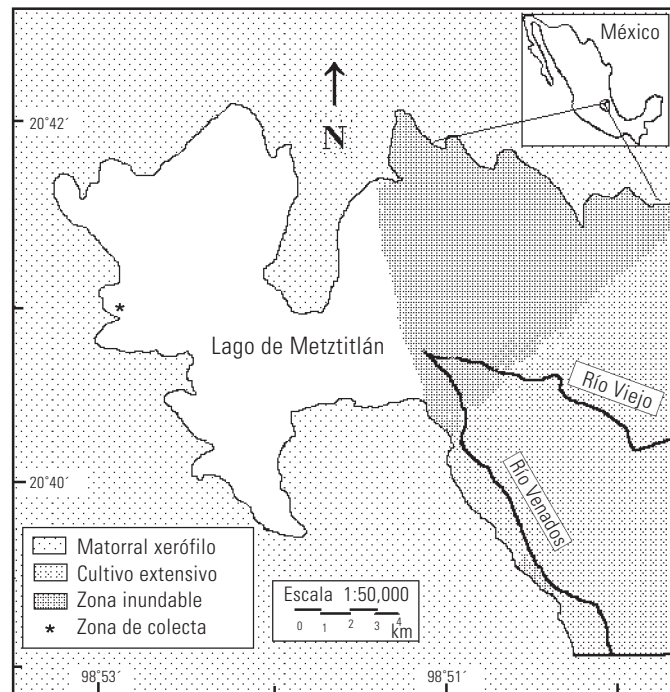 México
20°42´
N
Lago de Metztitlán
Río Viejo
20°40´
Río Venados
Matorral xerófilo
Cultivo extensivo
Zona inundable
* Zona de colecta
Escala 1:50,000
0 1 2 3 4
km
98°53
98°51´